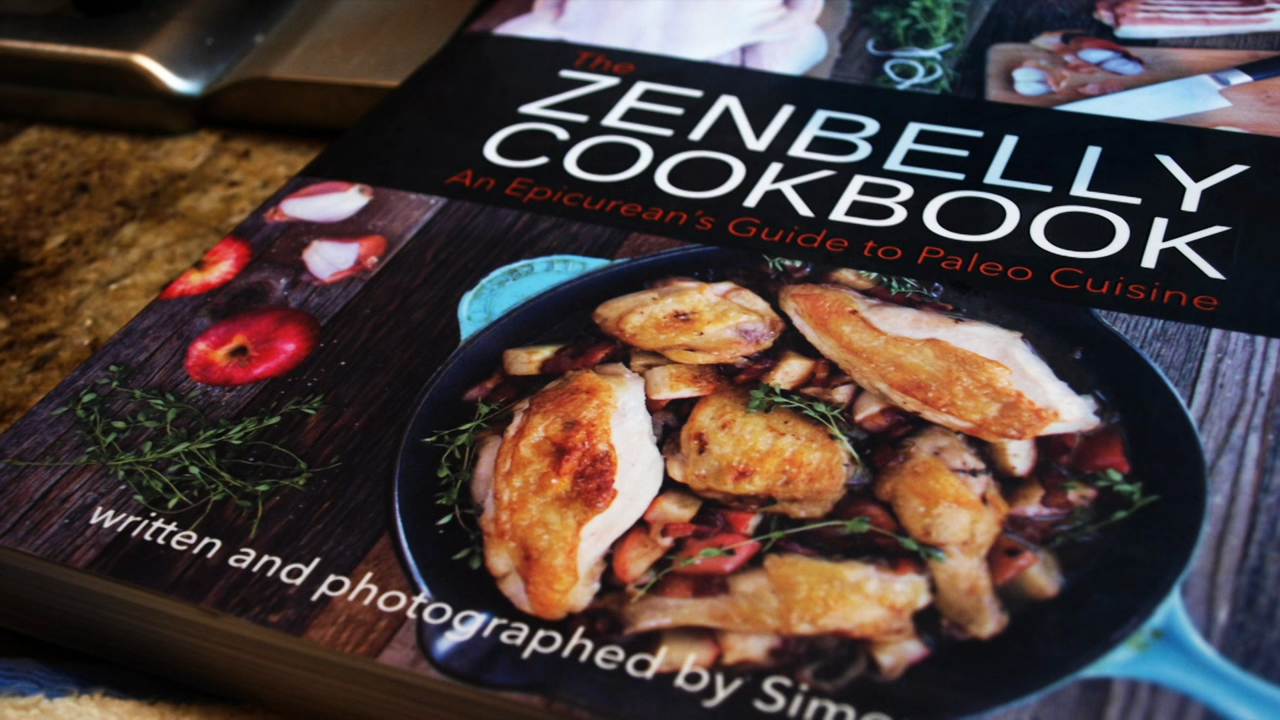 The
ZENBELLY
COOKBOOK
An Epicurean's Guide to Paleo Cuisine
written and photographed by